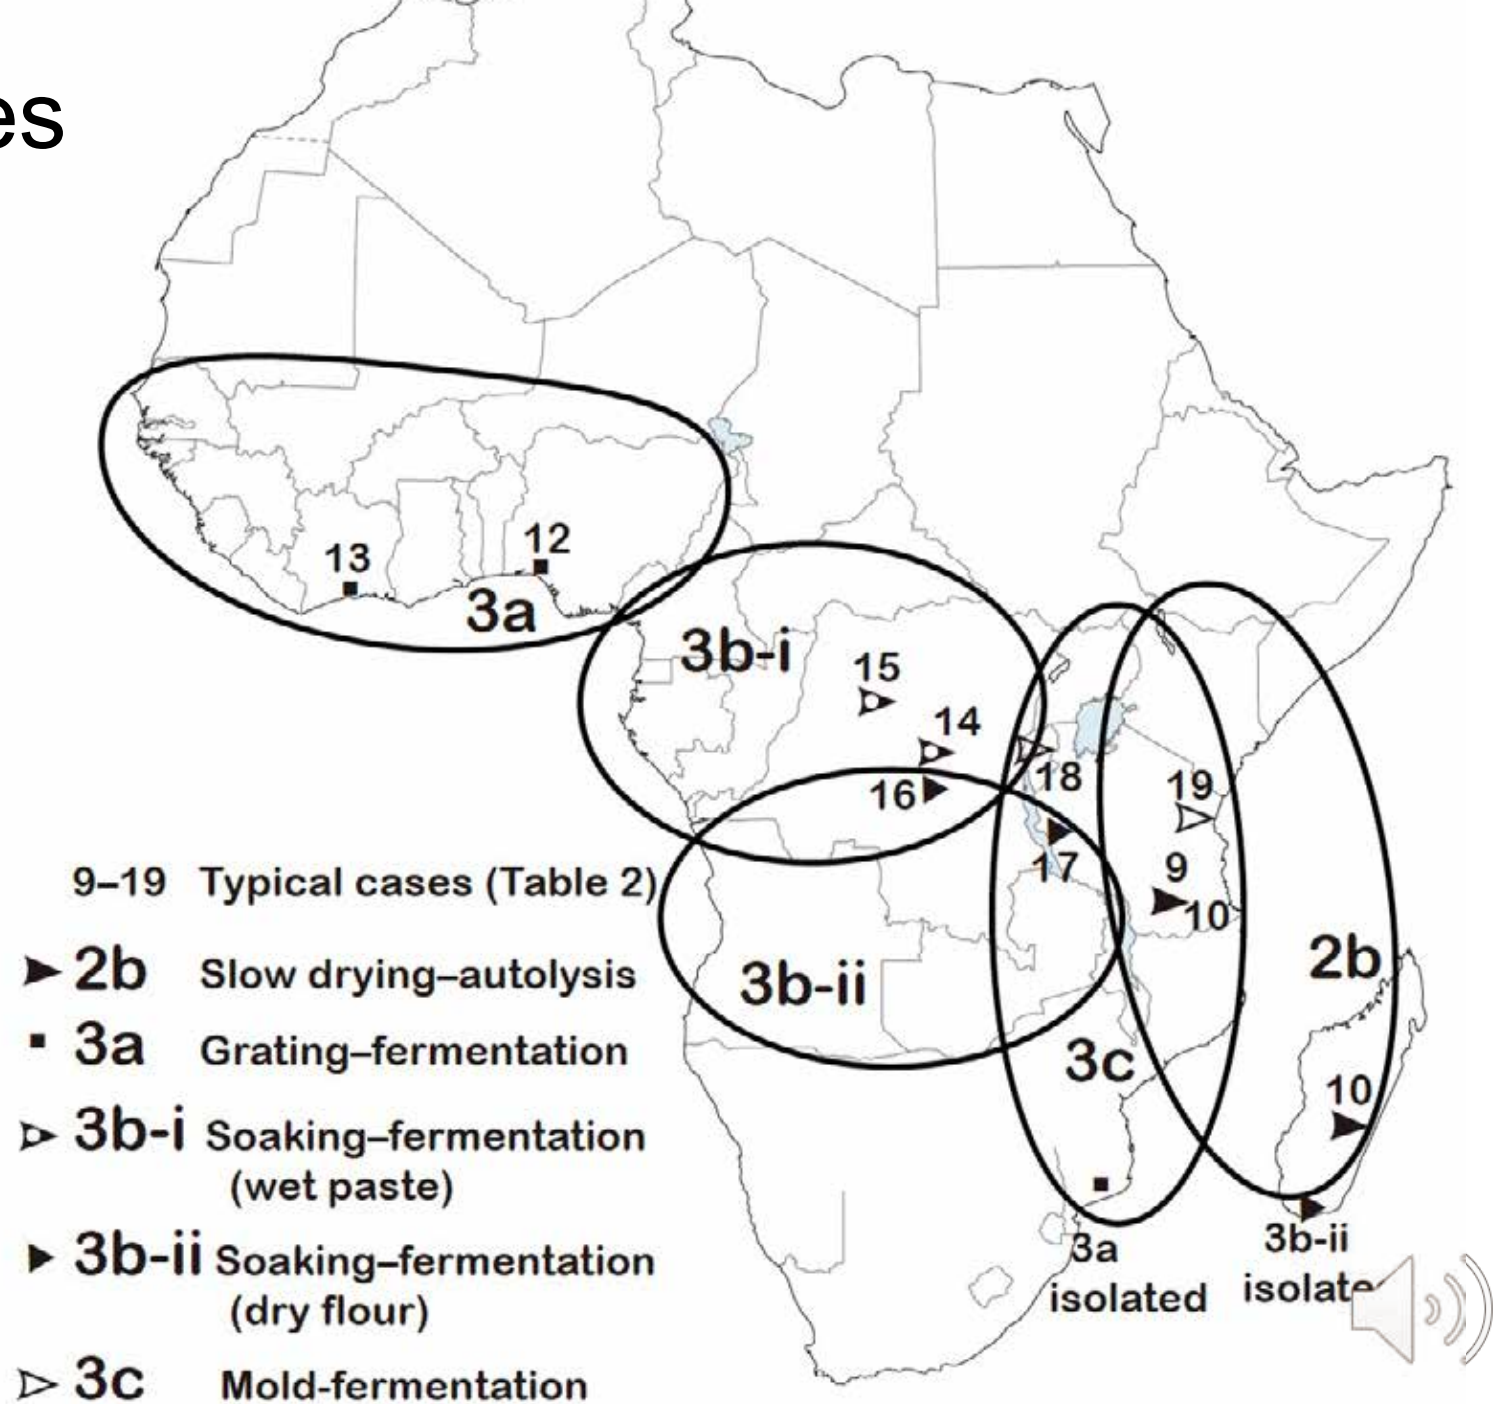 es
13
12
3a
3b-i
15
14
16
18
19
17
9
10
2b
3b-ii
3c
10
3a
isolated
3b-ii
isolate
9–19 Typical cases (Table 2)
2b Slow drying–autolysis
3a Grating–fermentation
3b-i Soaking–fermentation
(wet paste)
3b-ii Soaking–fermentation
(dry flour)
3c Mold-fermentation